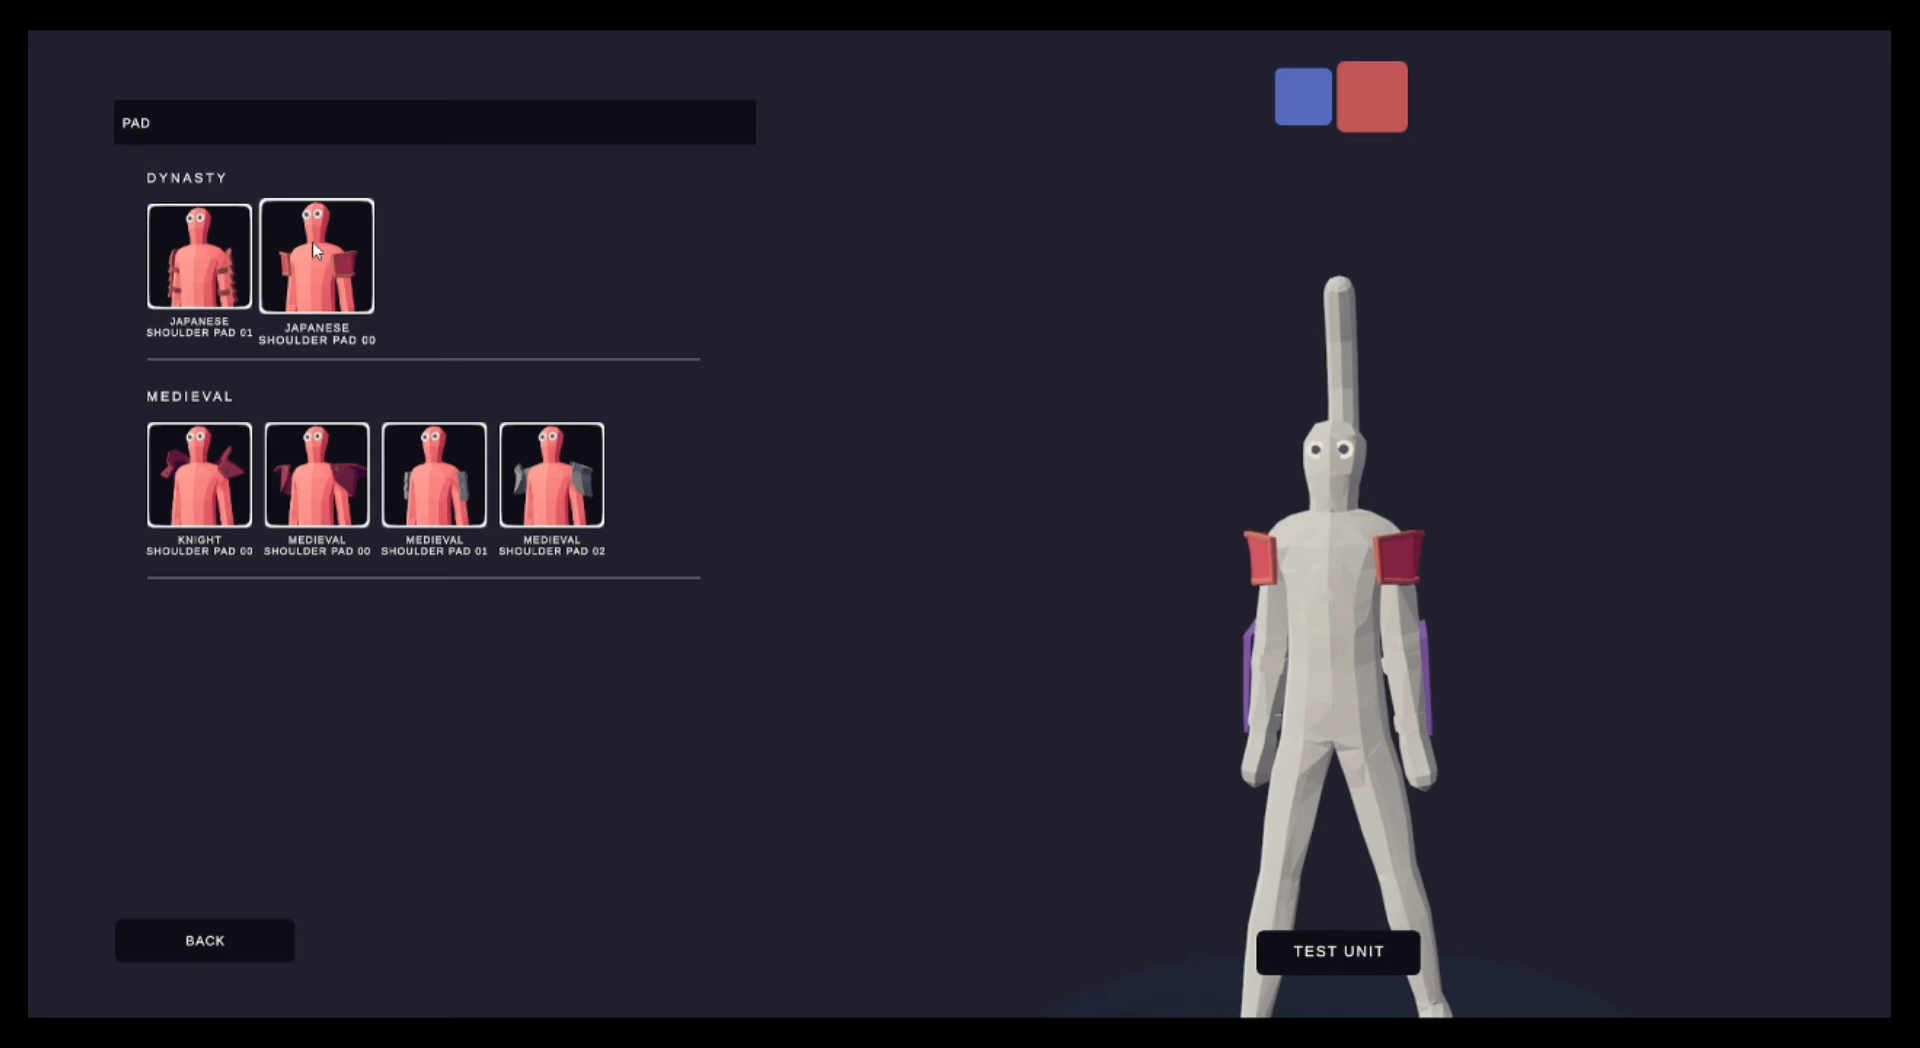 PAD
DYNASTY
JAPANESE
SHOULDER PAD 01
JAPANESE
SHOULDER PAD 00
MEDIEVAL
KNIGHT
SHOULDER PAD 00
MEDIEVAL
SHOULDER PAD 00
MEDIEVAL
SHOULDER PAD 01
MEDIEVAL
SHOULDER PAD 02
BACK
TEST UNIT